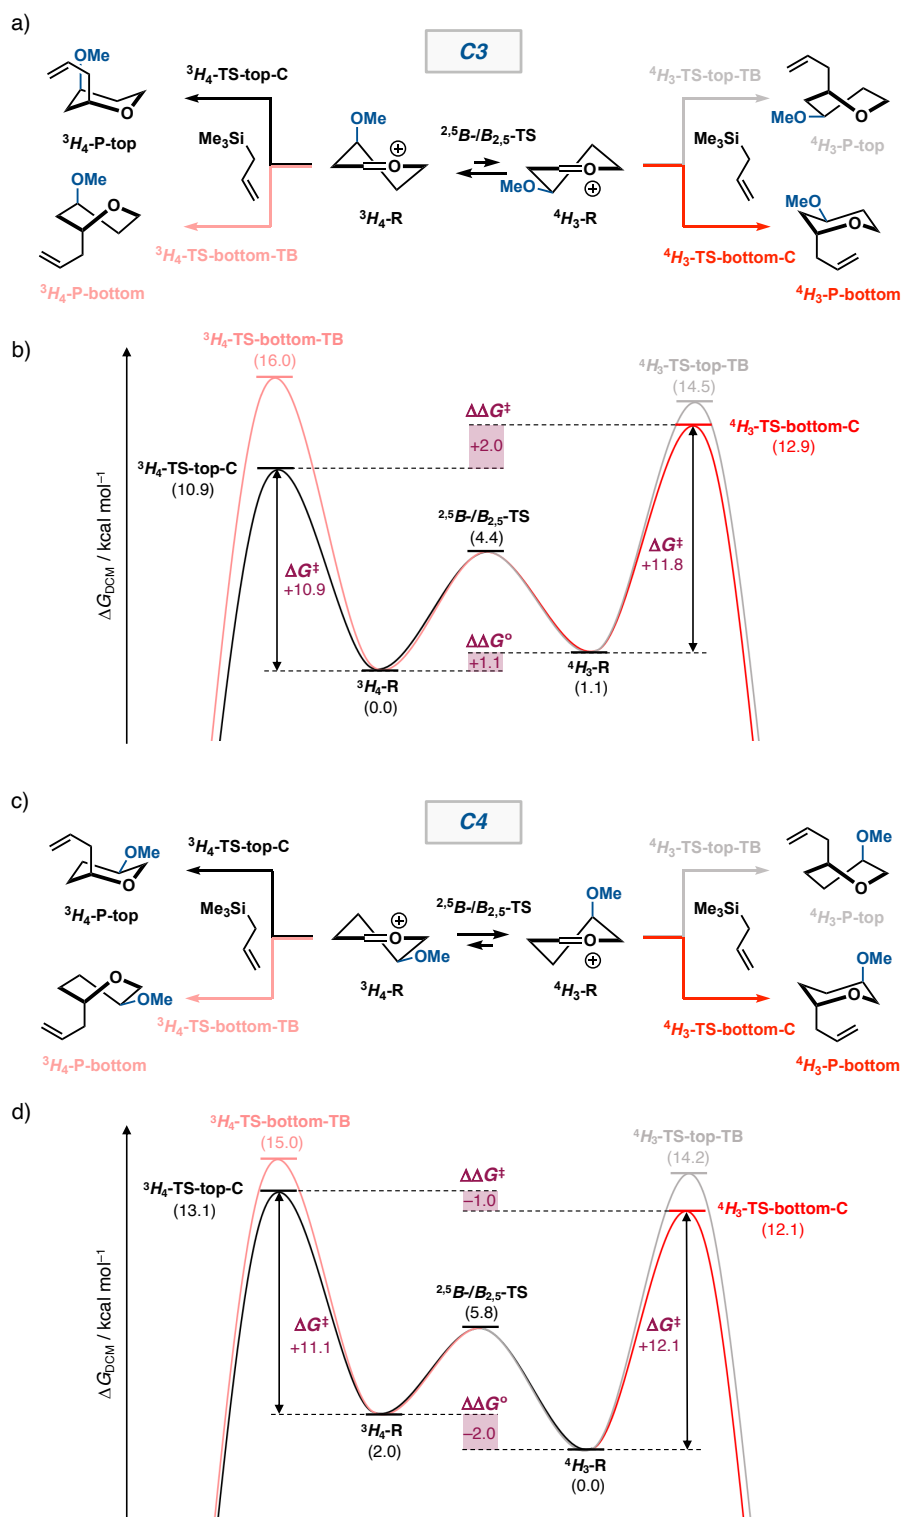 a)
C3
OMe
³H₄-TS-top-C
⁴H₃-TS-top-TB
O
³H₄-P-top
Me₃Si
OMe
O
²,⁵B-/B₂,₅-TS
MeO
O
⁴H₃-P-top
Me₃Si
OMe
O
³H₄-R
MeO
O
⁴H₃-R
MeO
O
³H₄-TS-bottom-TB
⁴H₃-TS-bottom-C
³H₄-P-bottom
⁴H₃-P-bottom
b)
³H₄-TS-bottom-TB
(16.0)
⁴H₃-TS-top-TB
(14.5)
ΔΔG‡
+2.0
⁴H₃-TS-bottom-C
(12.9)
³H₄-TS-top-C
(10.9)
²,⁵B-/B₂,₅-TS
(4.4)
ΔG‡
+10.9
ΔG‡
+11.8
ΔG_DCM / kcal mol⁻¹
ΔΔG°
+1.1
³H₄-R
(0.0)
⁴H₃-R
(1.1)
c)
C4
³H₄-TS-top-C
⁴H₃-TS-top-TB
OMe
O
³H₄-P-top
Me₃Si
O
OMe
³H₄-R
²,⁵B-/B₂,₅-TS
OMe
O
⁴H₃-R
Me₃Si
OMe
O
⁴H₃-P-top
O
OMe
³H₄-TS-bottom-TB
³H₄-P-bottom
⁴H₃-TS-bottom-C
OMe
O
⁴H₃-P-bottom
d)
³H₄-TS-bottom-TB
(15.0)
⁴H₃-TS-top-TB
(14.2)
³H₄-TS-top-C
(13.1)
ΔΔG‡
−1.0
⁴H₃-TS-bottom-C
(12.1)
²,⁵B-/B₂,₅-TS
(5.8)
ΔG‡
+11.1
ΔG‡
+12.1
ΔG_DCM / kcal mol⁻¹
ΔΔG°
−2.0
³H₄-R
(2.0)
⁴H₃-R
(0.0)